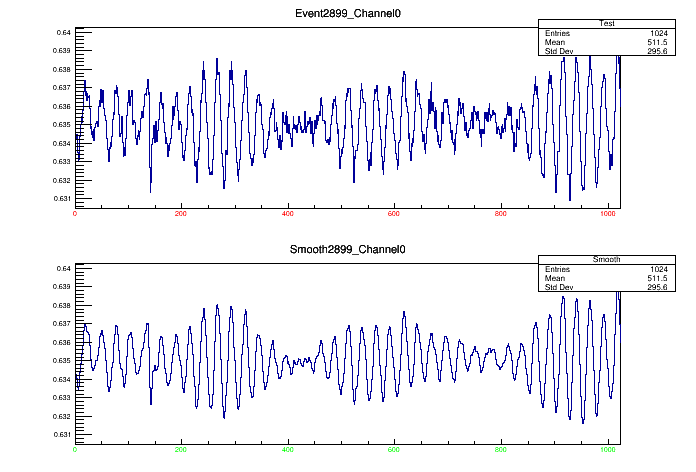 Event2899_Channel0
Test
Entries 1024
Mean 511.5
Std Dev 295.6
0.64
0.639
0.638
0.637
0.636
0.635
0.634
0.633
0.632
0.631
0 200 400 600 800 1000
Smooth2899_Channel0
Smooth
Entries 1024
Mean 511.5
Std Dev 295.6
0.64
0.639
0.638
0.637
0.636
0.635
0.634
0.633
0.632
0.631
0 200 400 600 800 1000